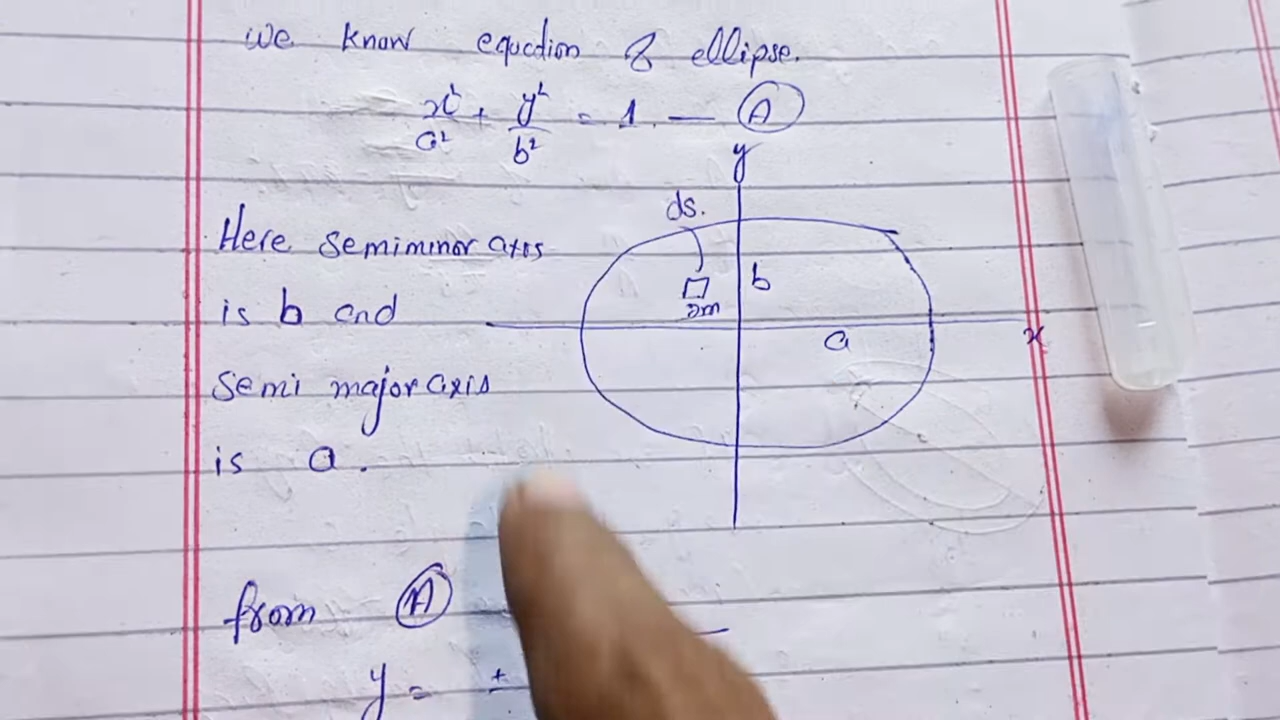 we know equation of ellipse.
x²/a² + y²/b² = 1. — (A)
y
ds.
Here semiminor axis
b
is b and
dm
a
x
semi major axis
is a.
from (A)
y = ±